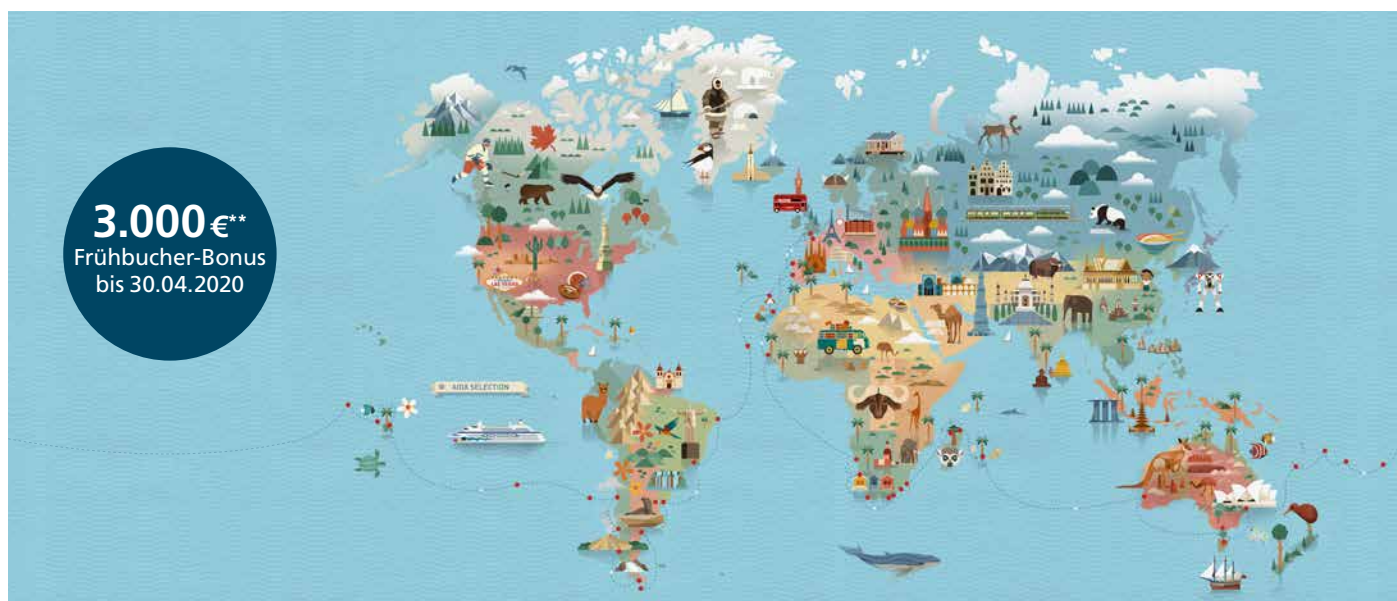 3.000 €**
Frühbucher-Bonus
bis 30.04.2020
LAS VEGAS
AIDA SELECTION